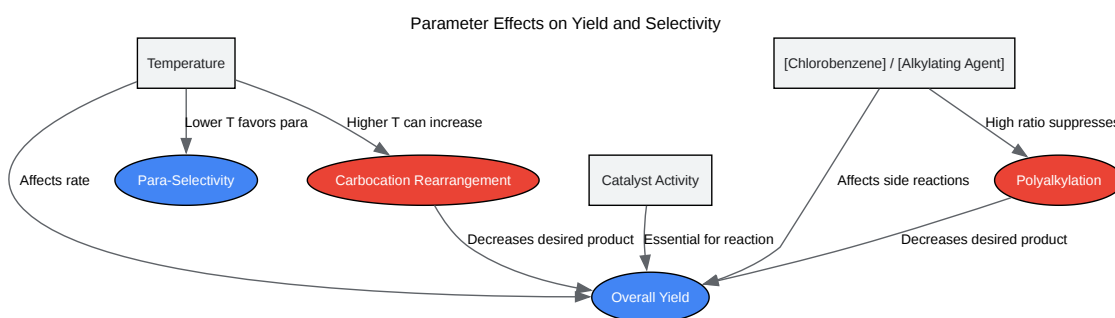 Parameter Effects on Yield and Selectivity
Temperature
[Chlorobenzene] / [Alkylating Agent]
Lower T favors para
Higher T can increase
High ratio suppresses
Affects rate
Para-Selectivity
Carbocation Rearrangement
Catalyst Activity
Affects side reactions
Polyalkylation
Decreases desired product
Essential for reaction
Decreases desired product
Overall Yield